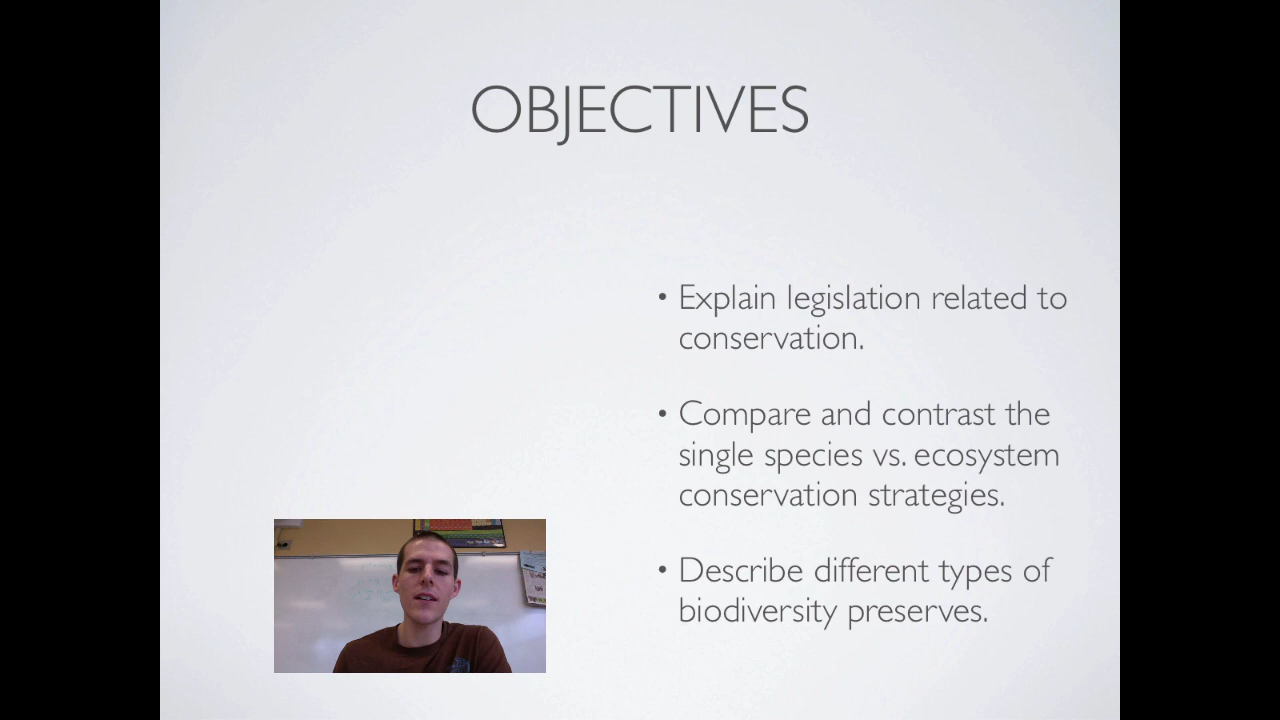 OBJECTIVES
• Explain legislation related to
conservation.
• Compare and contrast the
single species vs. ecosystem
conservation strategies.
• Describe different types of
biodiversity preserves.